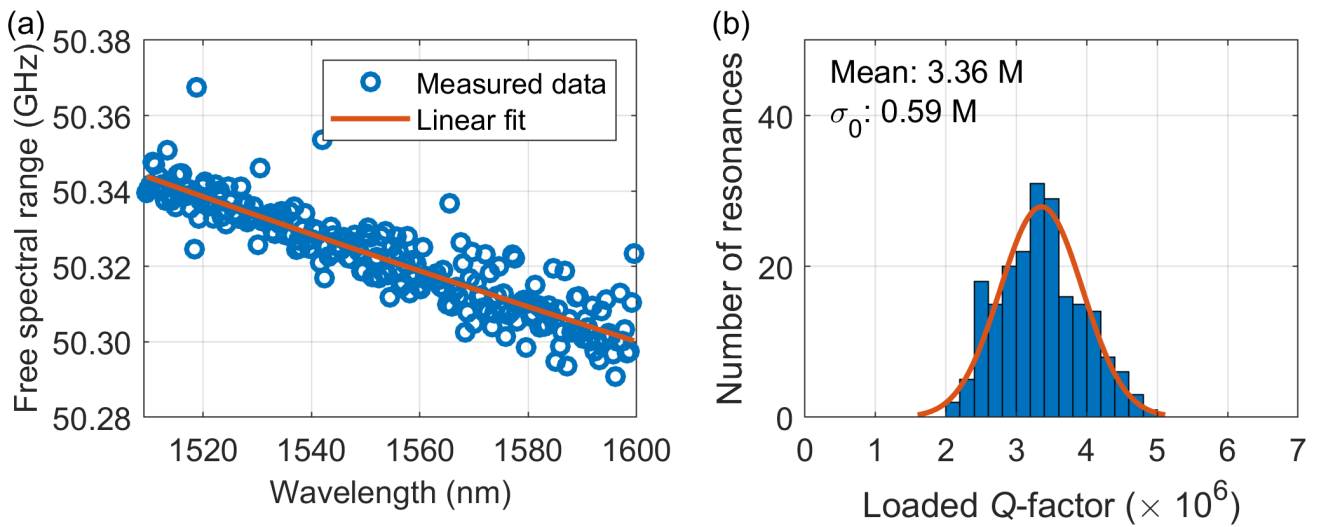 (a)
Free spectral range (GHz)
50.38
50.36
50.34
50.32
50.30
50.28
Measured data
Linear fit
1520 1540 1560 1580 1600
Wavelength (nm)
(b)
Number of resonances
40
20
0
Mean: 3.36 M
σ0: 0.59 M
0 1 2 3 4 5 6 7
Loaded Q-factor (× 10^6)